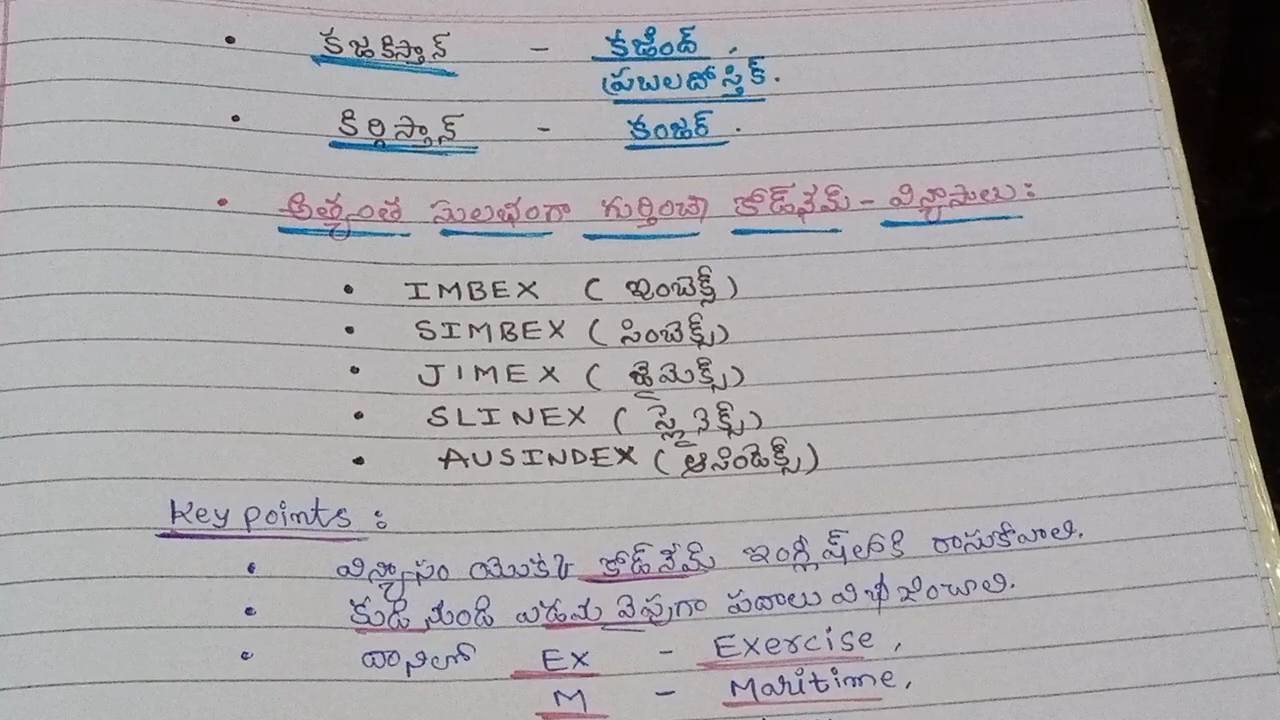 • కజకిస్తాన్ - కజింద్.
ప్రబలదోస్తిక్.
• కిర్గిస్తాన్ - కంజర్.
• అత్యంత సులభంగా గుర్తించే కోడ్‌నేమ్ - విన్యాసులు:
• IMBEX (ఇంబెక్స్)
• SIMBEX (సింబెక్స్)
• JIMEX (జైమెక్స్)
• SLINEX (స్లైనెక్స్)
• AUSINDEX (ఆసిండెక్స్)
Key points:
• విన్యాసం యొక్క కోడ్‌నేమ్ ఇంగ్లీష్‌లోకి రాసుకోవాలి.
• కుడి నుండి ఎడమ వైపుగా పదాలు విభజించాలి.
• దానిలో EX - Exercise,
M - Maritime,